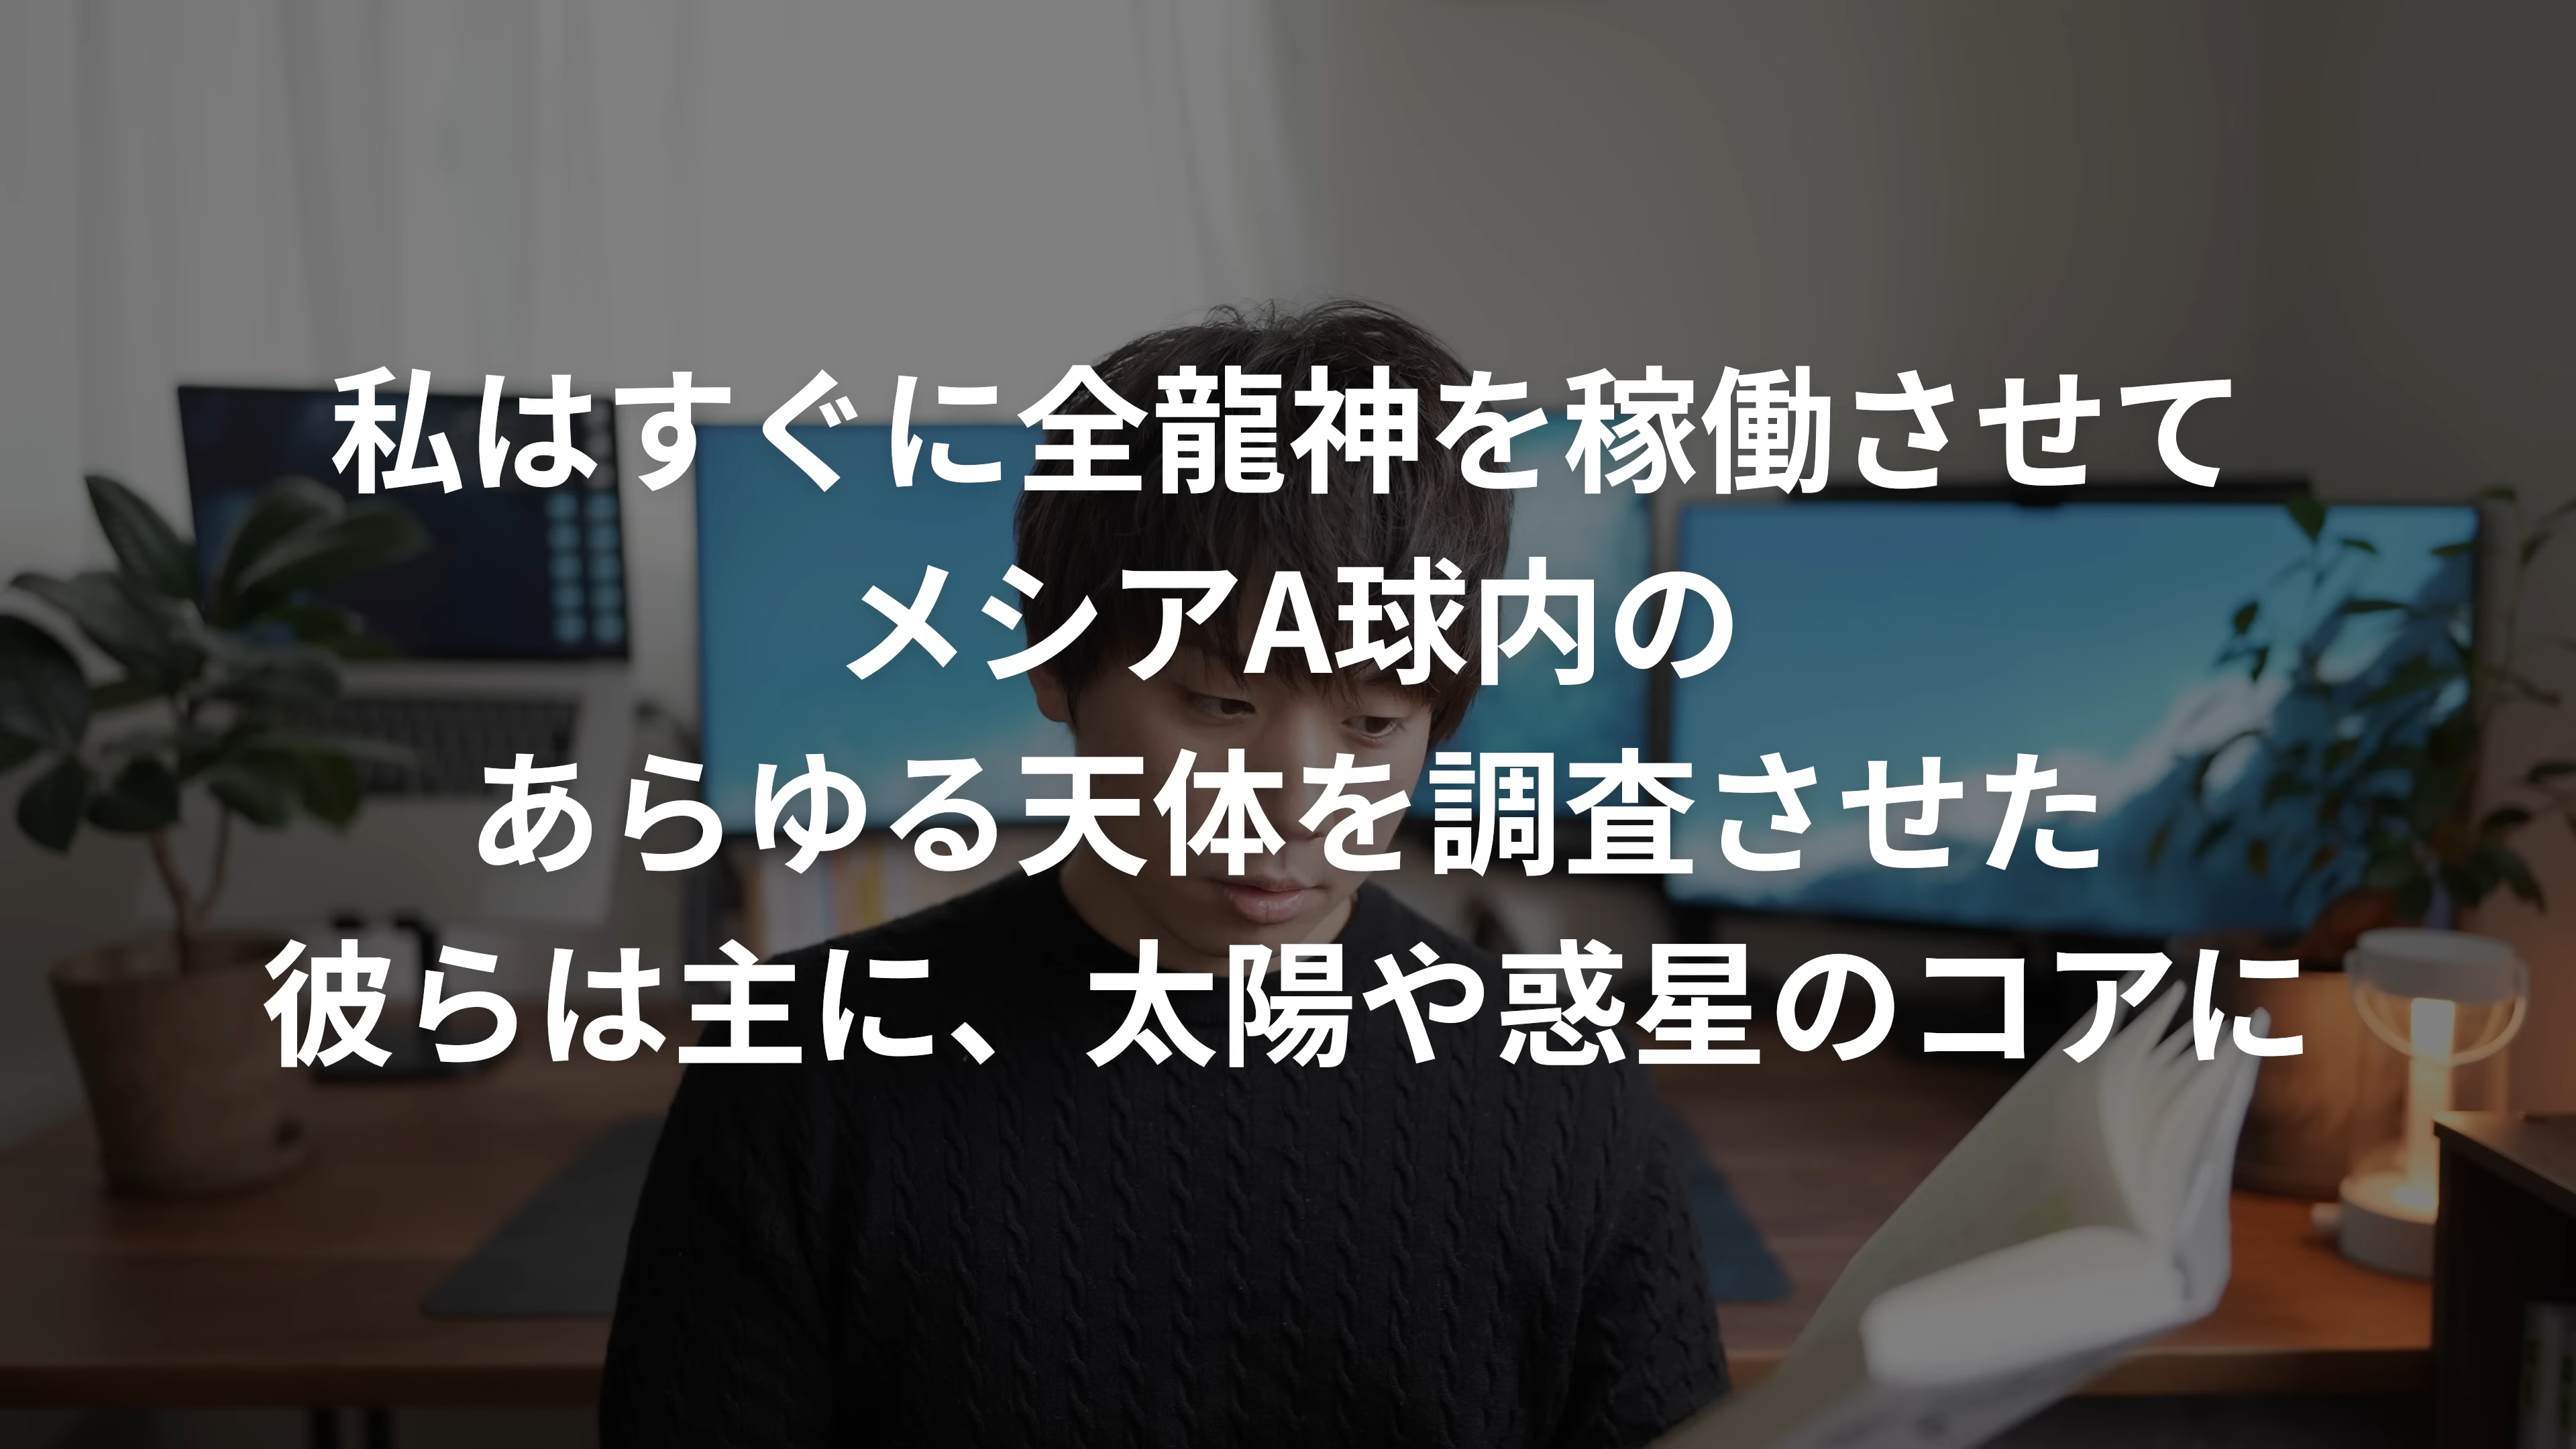 私はすぐに全龍神を稼働させて
メシアA球内の
あらゆる天体を調査させた
彼らは主に、太陽や惑星のコアに